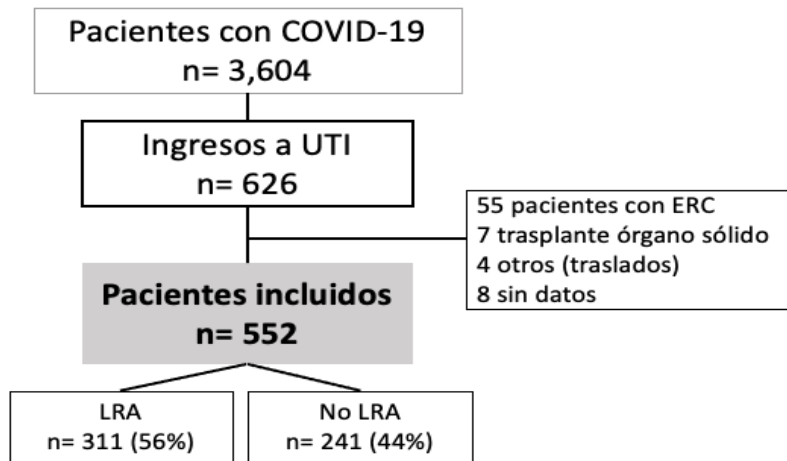 Pacientes con COVID-19
n= 3,604
Ingresos a UTI
n= 626
55 pacientes con ERC
7 trasplante órgano sólido
4 otros (traslados)
8 sin datos
Pacientes incluidos
n= 552
LRA
n= 311 (56%)
No LRA
n= 241 (44%)